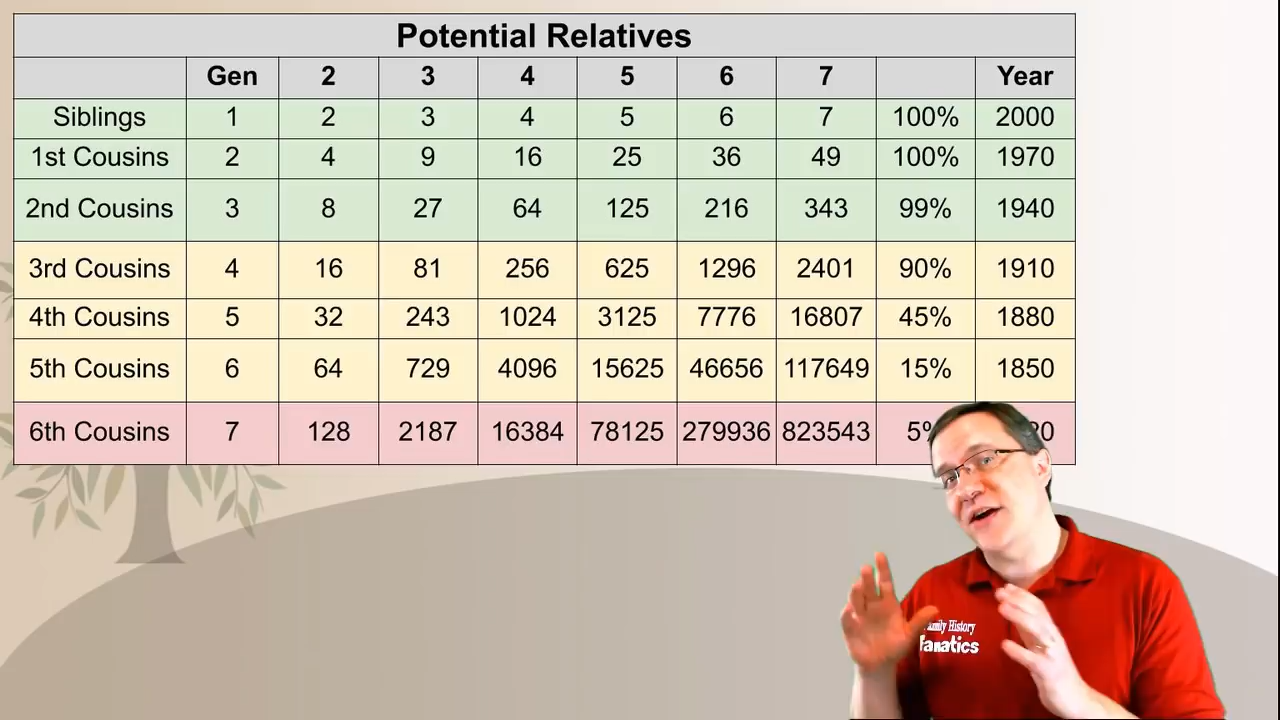 Potential Relatives
Gen 2 3 4 5 6 7 Year
Siblings 1 2 3 4 5 6 7 100% 2000
1st Cousins 2 4 9 16 25 36 49 100% 1970
2nd Cousins 3 8 27 64 125 216 343 99% 1940
3rd Cousins 4 16 81 256 625 1296 2401 90% 1910
4th Cousins 5 32 243 1024 3125 7776 16807 45% 1880
5th Cousins 6 64 729 4096 15625 46656 117649 15% 1850
6th Cousins 7 128 2187 16384 78125 279936 823543
Family History
Fanatics